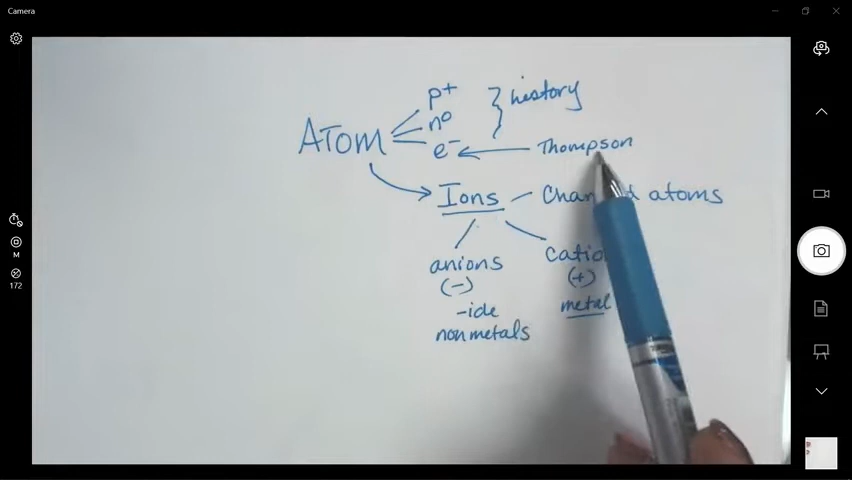 Camera
p+
} history
Atom
n⁰
e-
Thompson
Ions
atoms
anions
(-)
(+)
-ide
metal
nonmetals
M
172